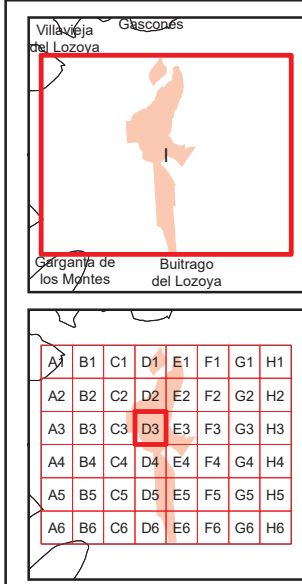 Villavieja
del Lozoya
Gascones
I
Garganta de
los Montes
Buitrago
del Lozoya
A1 B1 C1 D1 E1 F1 G1 H1
A2 B2 C2 D2 E2 F2 G2 H2
A3 B3 C3 D3 E3 F3 G3 H3
A4 B4 C4 D4 E4 F4 G4 H4
A5 B5 C5 D5 E5 F5 G5 H5
A6 B6 C6 D6 E6 F6 G6 H6